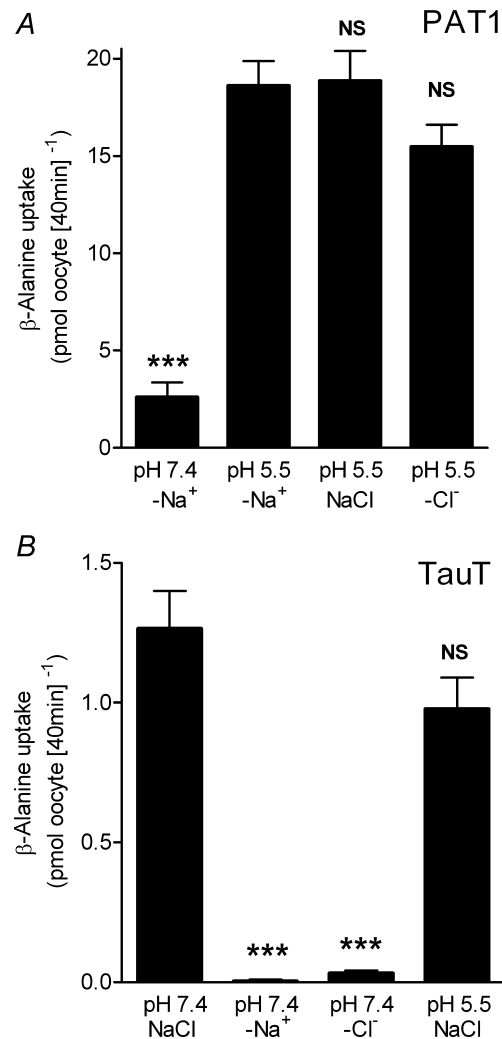 A
PAT1
β-Alanine uptake
(pmol oocyte [40min] -1)
20
15
10
5
0
***
NS
NS
pH 7.4
-Na+
pH 5.5
-Na+
pH 5.5
NaCl
pH 5.5
-Cl-
B
TauT
β-Alanine uptake
(pmol oocyte [40min] -1)
1.5
1.0
0.5
0.0
***
***
NS
pH 7.4
NaCl
pH 7.4
-Na+
pH 7.4
-Cl-
pH 5.5
NaCl